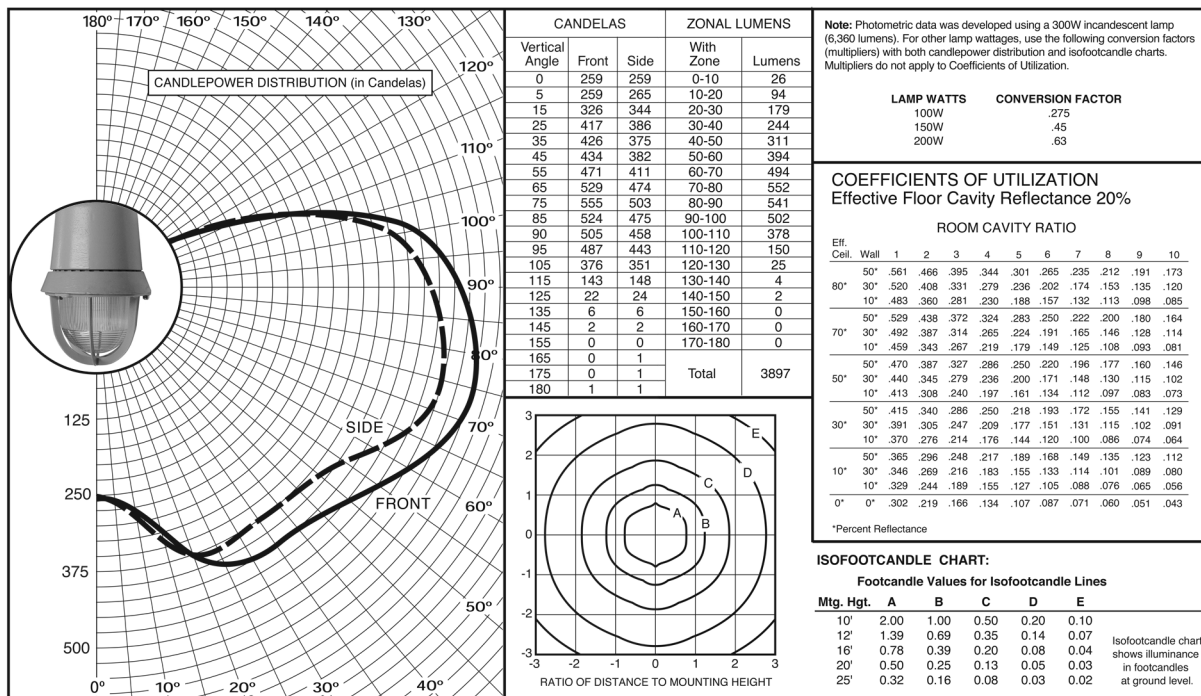 180º 170º 160º 150º 140º 130º
120º
CANDLEPOWER DISTRIBUTION (in Candelas)
110º
100º
90º
80º
125
70º
SIDE
250
FRONT
60º
375
50º
500
0º 10º 20º 30º 40º
CANDELAS ZONAL LUMENS
Vertical With
Angle Front Side Zone Lumens
0 259 259 0-10 26
5 259 265 10-20 94
15 326 344 20-30 179
25 417 386 30-40 244
35 426 375 40-50 311
45 434 382 50-60 394
55 471 411 60-70 494
65 529 474 70-80 552
75 555 503 80-90 541
85 524 475 90-100 502
90 505 458 100-110 378
95 487 443 110-120 150
105 376 351 120-130 25
115 143 148 130-140 4
125 22 24 140-150 2
135 6 6 150-160 0
145 2 2 160-170 0
155 0 0 170-180 0
165 0 1
175 0 1 Total 3897
180 1 1
3
E
2
D
C
1
A
B
0
-1
-2
-3 -2 -1 0 1 2 3
RATIO OF DISTANCE TO MOUNTING HEIGHT
Note: Photometric data was developed using a 300W incandescent lamp
(6,360 lumens). For other lamp wattages, use the following conversion factors
(multipliers) with both candlepower distribution and isofootcandle charts.
Multipliers do not apply to Coefficients of Utilization.
LAMP WATTS CONVERSION FACTOR
100W .275
150W .45
200W .63
COEFFICIENTS OF UTILIZATION
Effective Floor Cavity Reflectance 20%
ROOM CAVITY RATIO
Eff.
Ceil. Wall 1 2 3 4 5 6 7 8 9 10
50* .561 .466 .395 .344 .301 .265 .235 .212 .191 .173
80* 30* .520 .408 .331 .279 .236 .202 .174 .153 .135 .120
10* .483 .360 .281 .230 .188 .157 .132 .113 .098 .085
50* .529 .438 .372 .324 .283 .250 .222 .200 .180 .164
70* 30* .492 .387 .314 .265 .224 .191 .165 .146 .128 .114
10* .459 .343 .267 .219 .179 .149 .125 .108 .093 .081
50* .470 .387 .327 .286 .250 .220 .196 .177 .160 .146
50* 30* .440 .345 .279 .236 .200 .171 .148 .130 .115 .102
10* .413 .308 .240 .197 .161 .134 .112 .097 .083 .073
50* .415 .340 .286 .250 .218 .193 .172 .155 .141 .129
30* 30* .391 .305 .247 .209 .177 .151 .131 .115 .102 .091
10* .370 .276 .214 .176 .144 .120 .100 .086 .074 .064
50* .365 .296 .248 .217 .189 .168 .149 .135 .123 .112
10* 30* .346 .269 .216 .183 .155 .133 .114 .101 .089 .080
10* .329 .244 .189 .155 .127 .105 .088 .076 .065 .056
0* 0* .302 .219 .166 .134 .107 .087 .071 .060 .051 .043
*Percent Reflectance
ISOFOOTCANDLE CHART:
Footcandle Values for Isofootcandle Lines
Mtg. Hgt. A B C D E
10' 2.00 1.00 0.50 0.20 0.10
12' 1.39 0.69 0.35 0.14 0.07
16' 0.78 0.39 0.20 0.08 0.04
20' 0.50 0.25 0.13 0.05 0.03
25' 0.32 0.16 0.08 0.03 0.02
Isofootcandle chart
shows illuminance
in footcandles
at ground level.